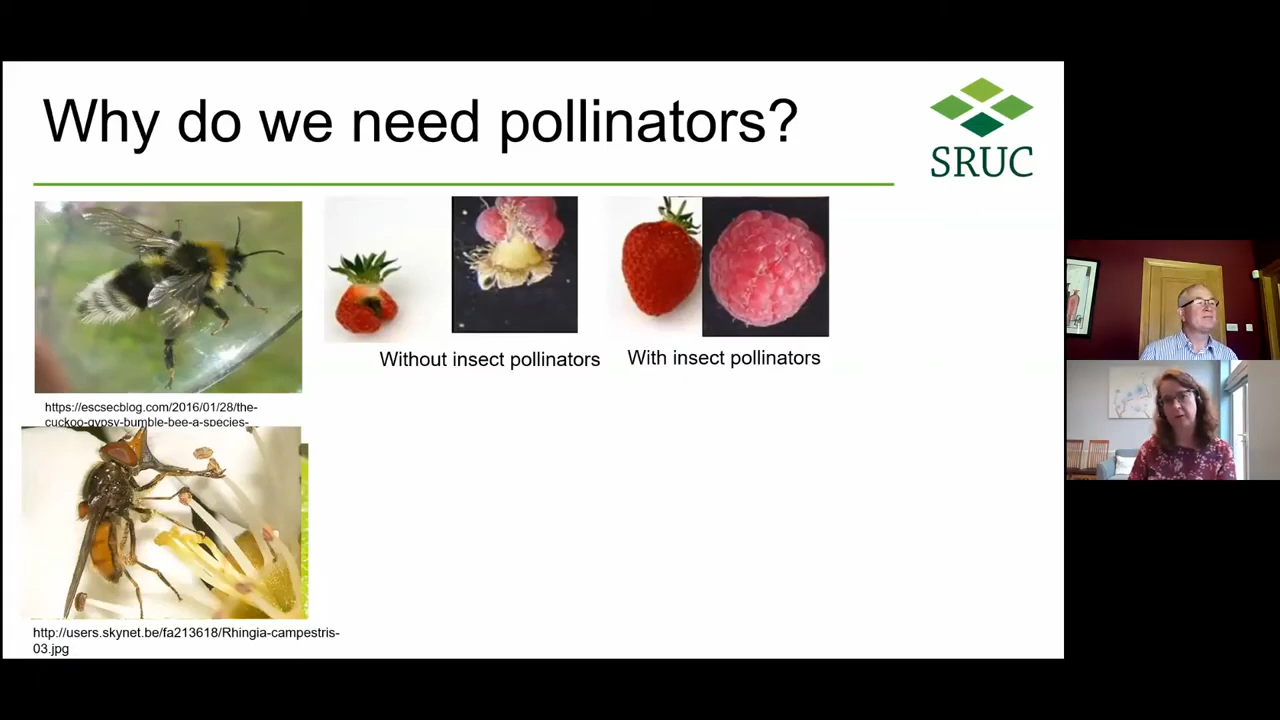 Why do we need pollinators?
SRUC
Without insect pollinators
With insect pollinators
https://escsecblog.com/2016/01/28/the-
cuckoo-gypsy-bumble-bee-a-species-
http://users.skynet.be/fa213618/Rhingia-campestris-
03.jpg